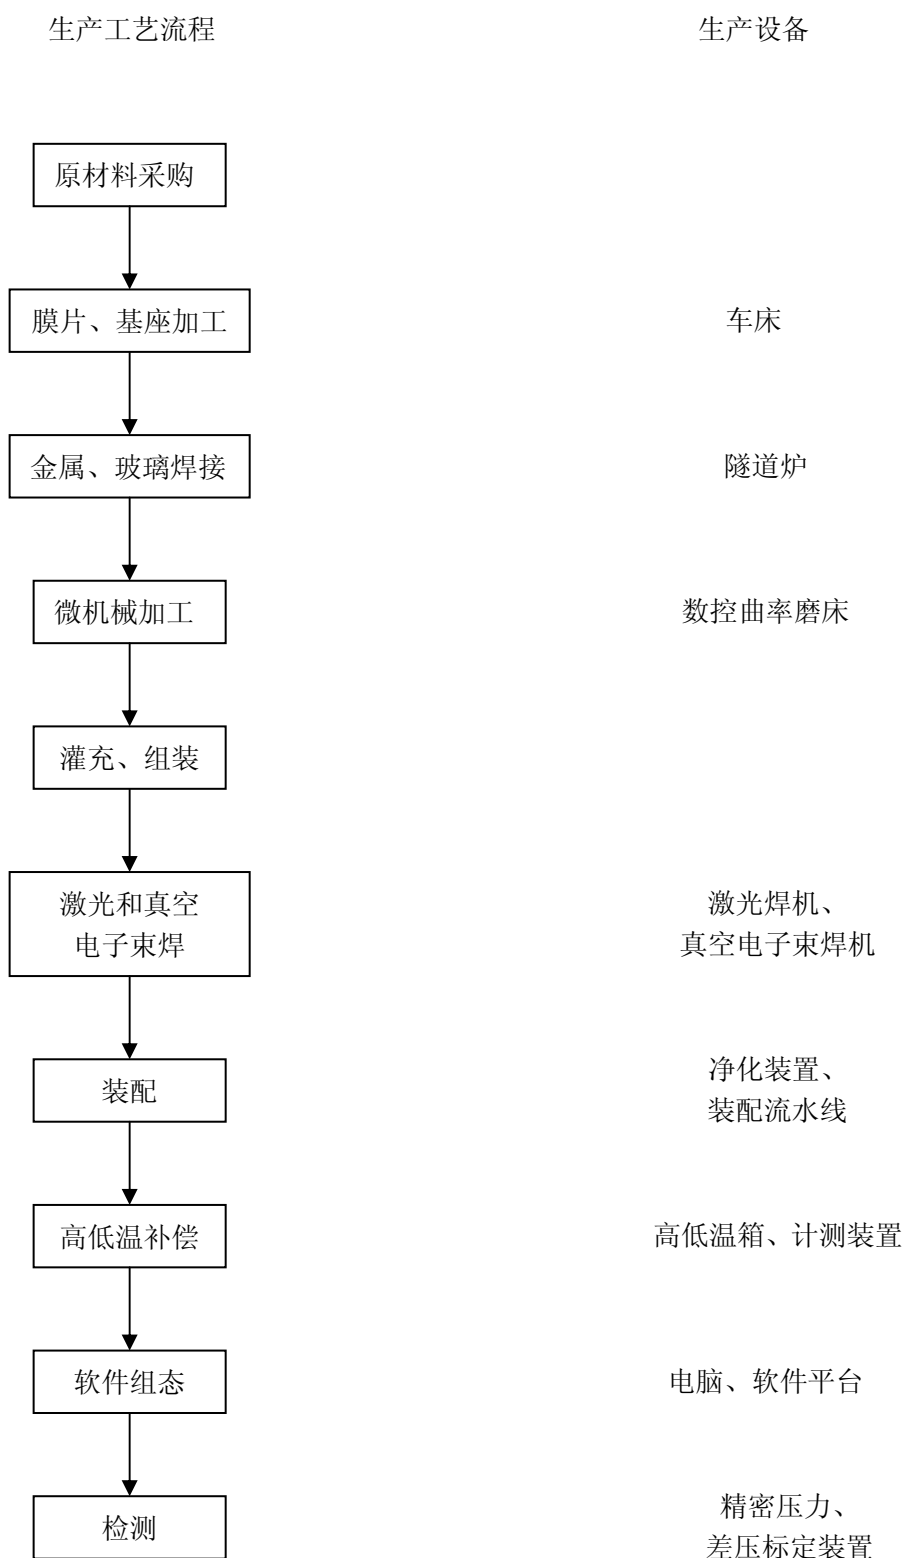 生产工艺流程
生产设备
原材料采购
膜片、基座加工
车床
金属、玻璃焊接
隧道炉
微机械加工
数控曲率磨床
灌充、组装
激光和真空
电子束焊
激光焊机、
真空电子束焊机
装配
净化装置、
装配流水线
高低温补偿
高低温箱、计测装置
软件组态
电脑、软件平台
检测
精密压力、
差压标定装置